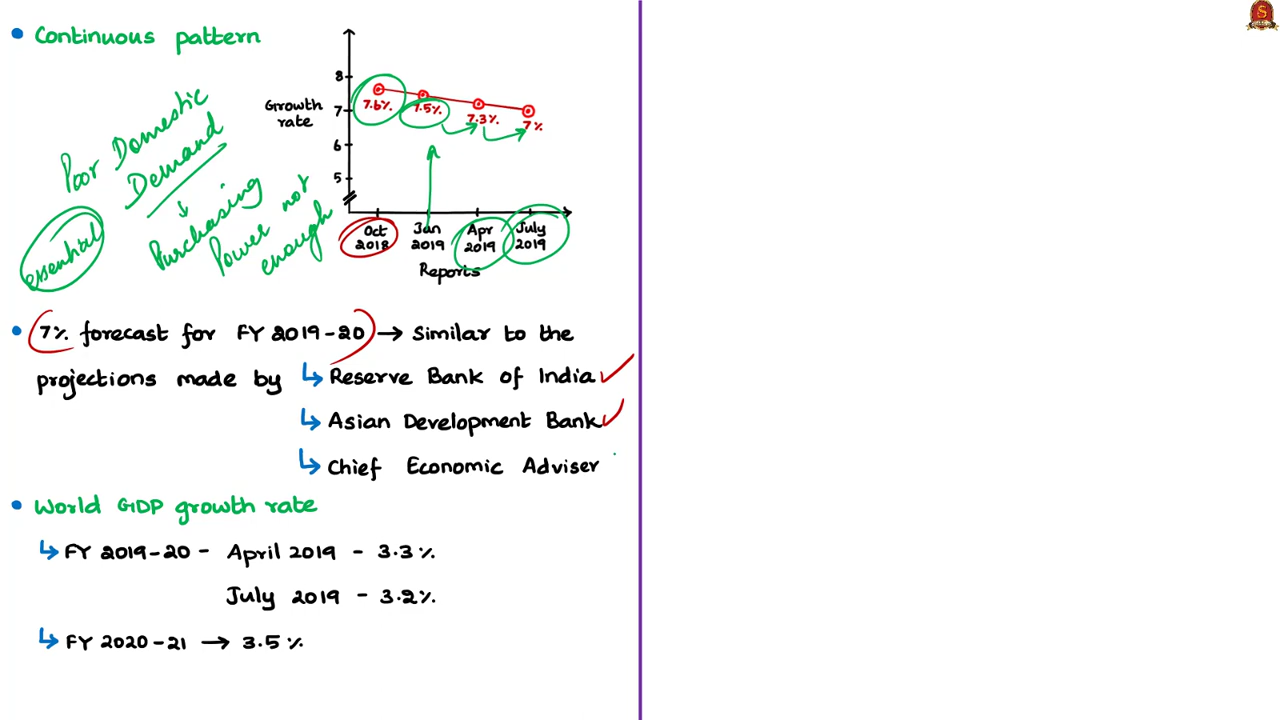 • Continuous pattern
8
7
6
5
Growth
rate
7.6%.
7.5%.
7.3%.
7%
Oct
2018
Jan
2019
Apr
2019
July
2019
Reports
Poor Domestic
Demand
↓
Purchasing
Power not
enough
essential
• 7% forecast for FY 2019-20 → Similar to the
projections made by ↳ Reserve Bank of India ✓
↳ Asian Development Bank ✓
↳ Chief Economic Adviser
• World GDP growth rate
↳ FY 2019-20 - April 2019 - 3.3%
July 2019 - 3.2%.
↳ FY 2020-21 → 3.5%